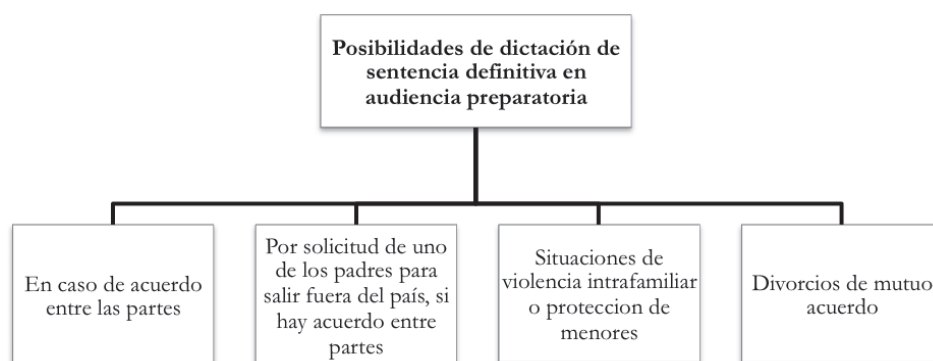 Posibilidades de dictación de
sentencia definitiva en
audiencia preparatoria
En caso de acuerdo
entre las partes
Por solicitud de uno
de los padres para
salir fuera del país, si
hay acuerdo entre
partes
Situaciones de
violencia intrafamiliar
o proteccion de
menores
Divorcios de mutuo
acuerdo